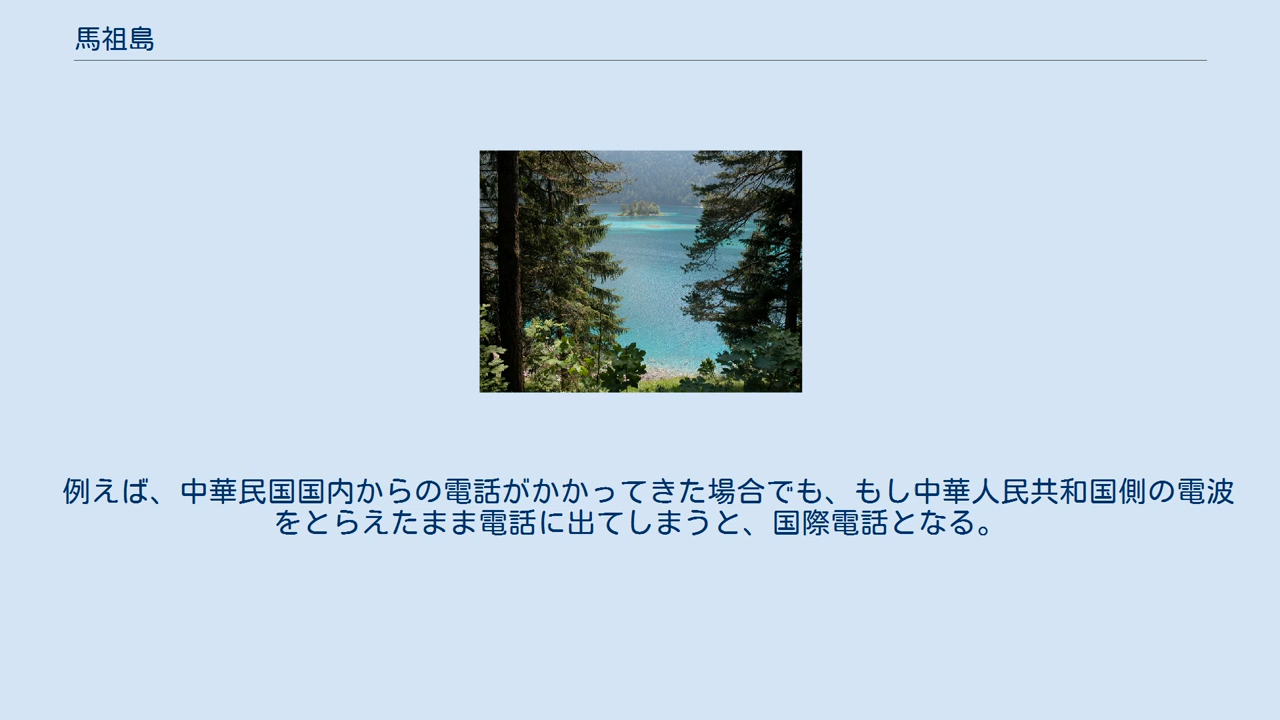 馬祖島
例えば、中華民国国内からの電話がかかってきた場合でも、もし中華人民共和国側の電波
をとらえたまま電話に出てしまうと、国際電話となる。